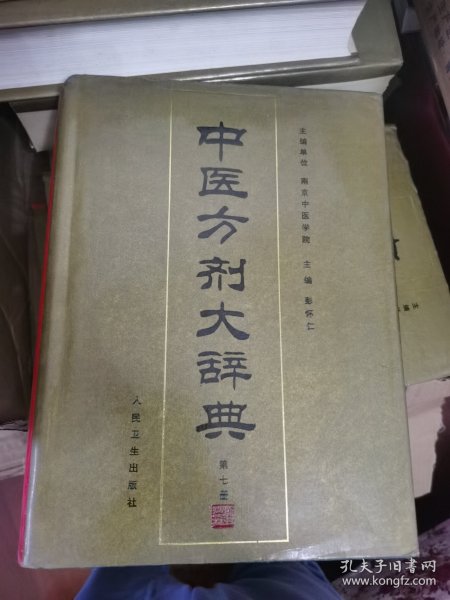 主编单位 南京中医学院 主编 彭怀仁
中医方剂大辞典
第七册
人民卫生出版社
孔夫子旧书网
www.kongfz.com